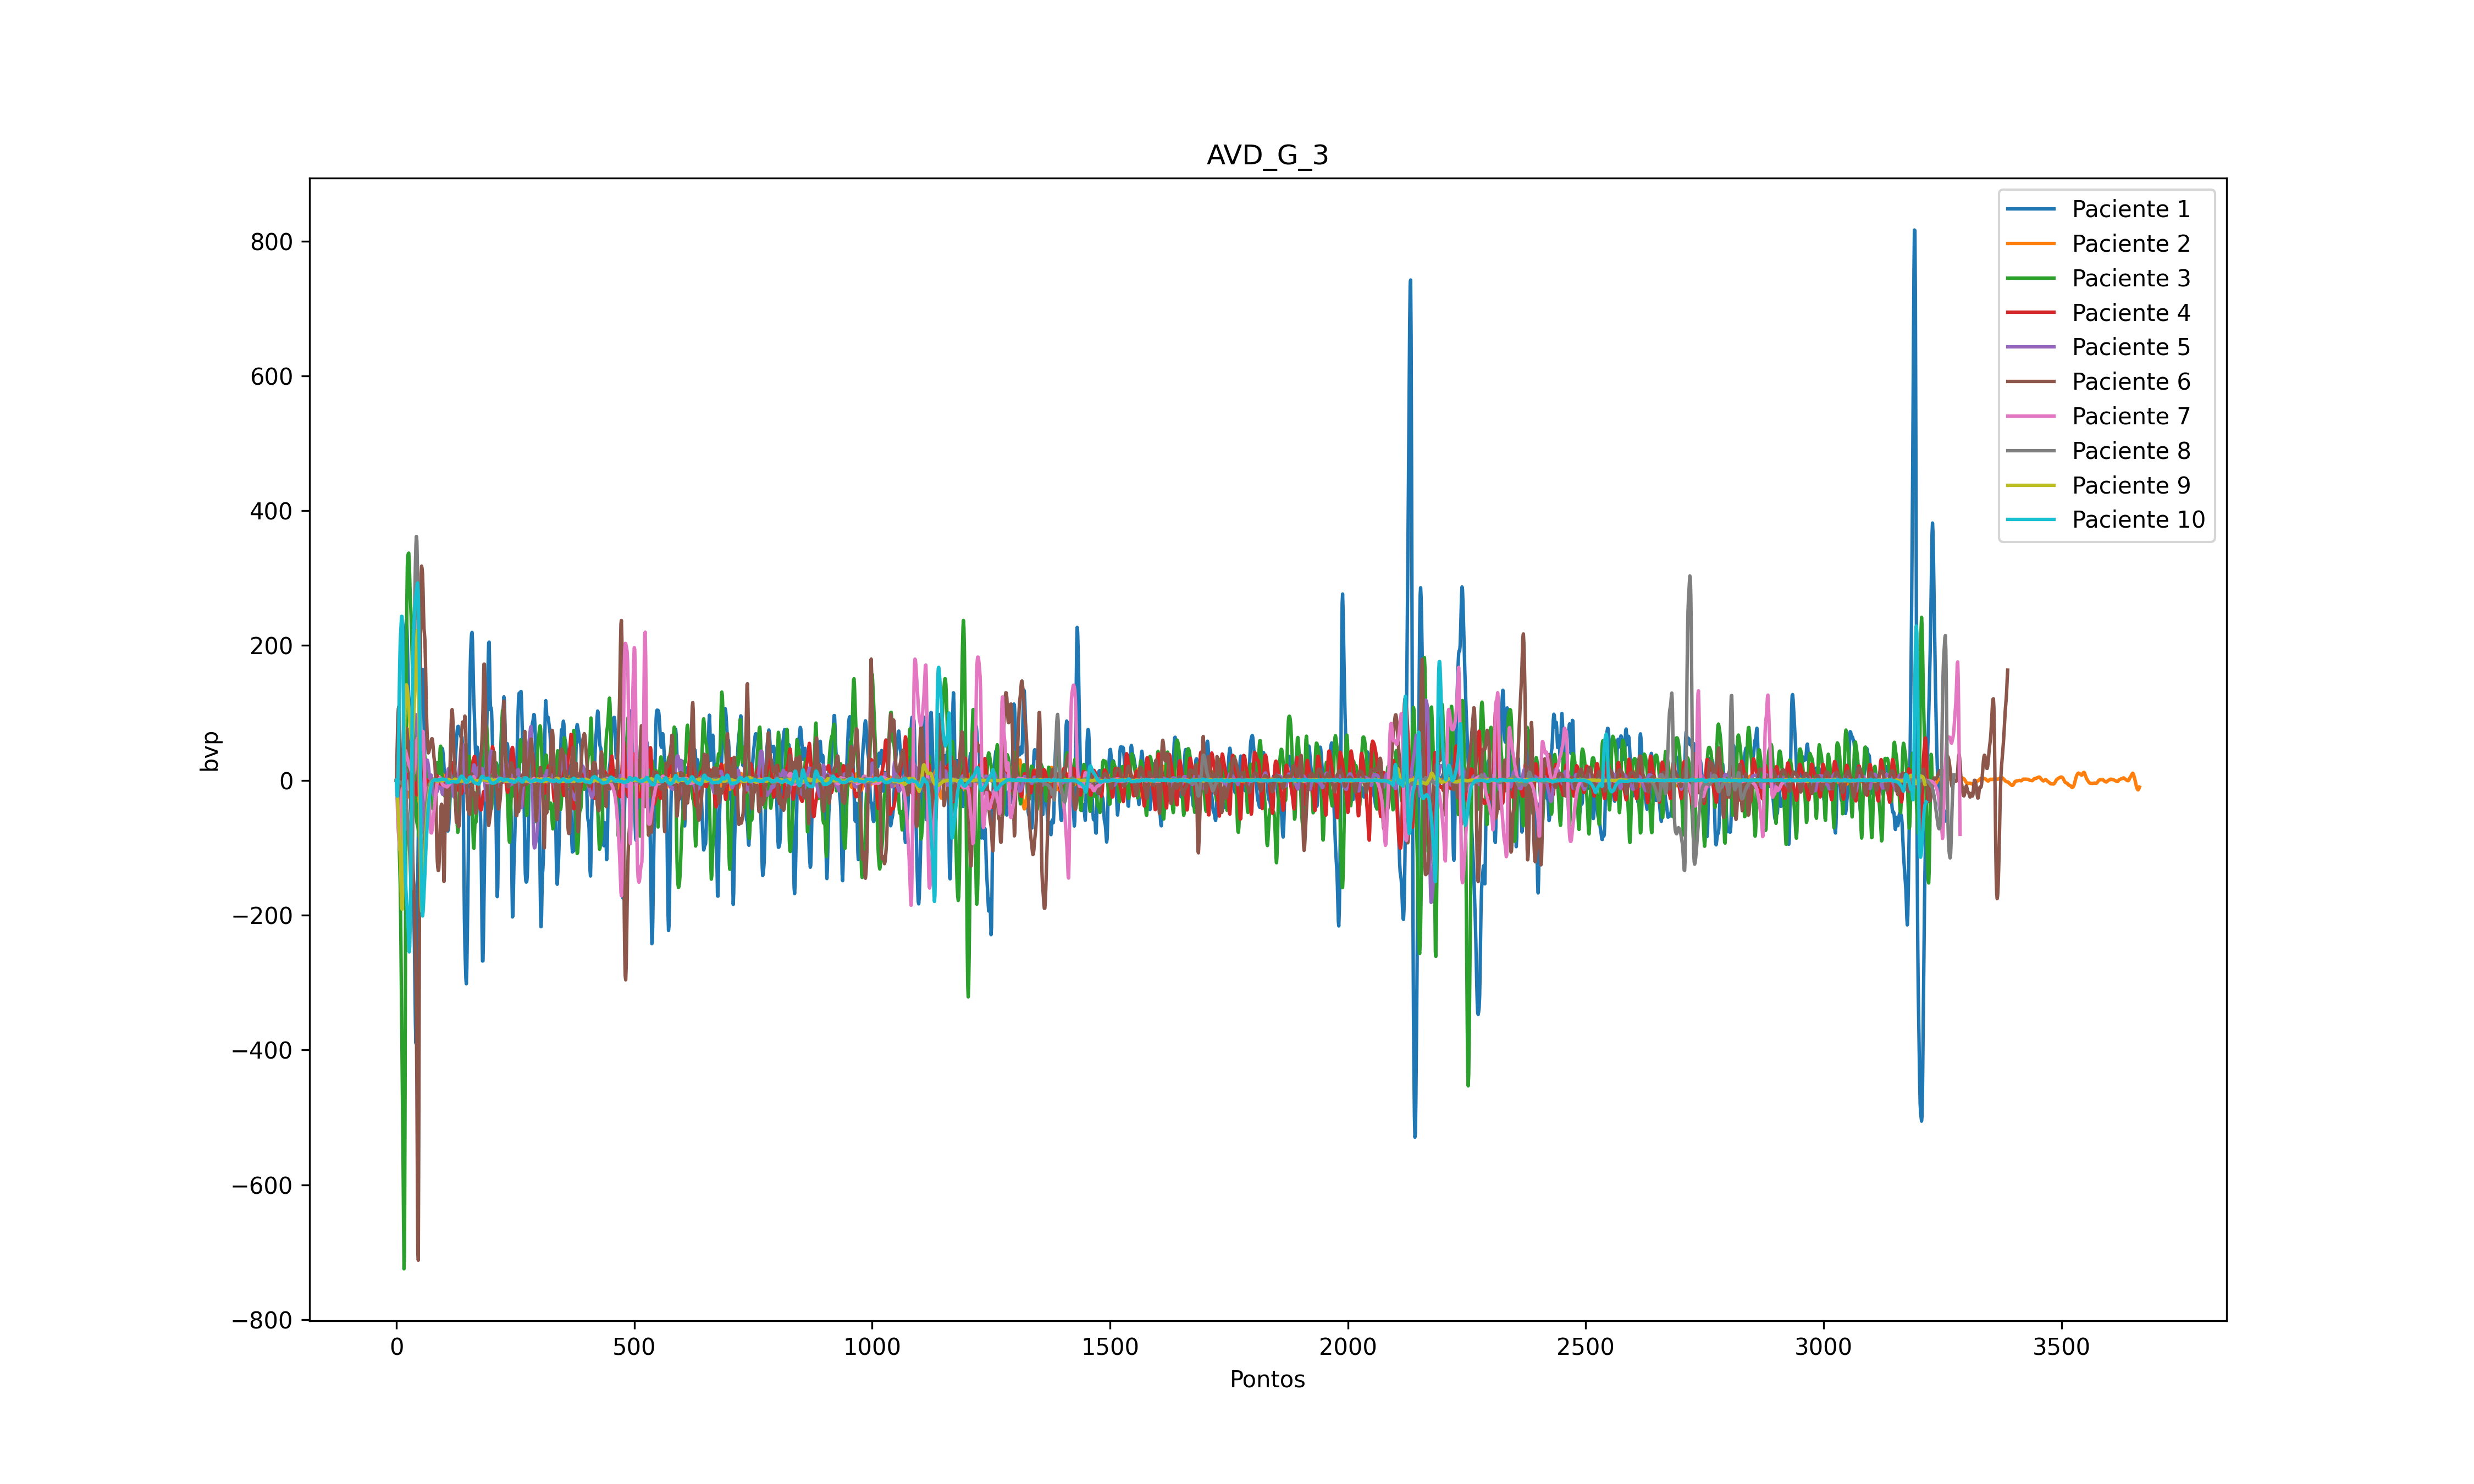 AVD_G_3
800
600
400
200
0
−200
−400
−600
−800
bvp
0 500 1000 1500 2000 2500 3000 3500
Pontos
Paciente 1
Paciente 2
Paciente 3
Paciente 4
Paciente 5
Paciente 6
Paciente 7
Paciente 8
Paciente 9
Paciente 10